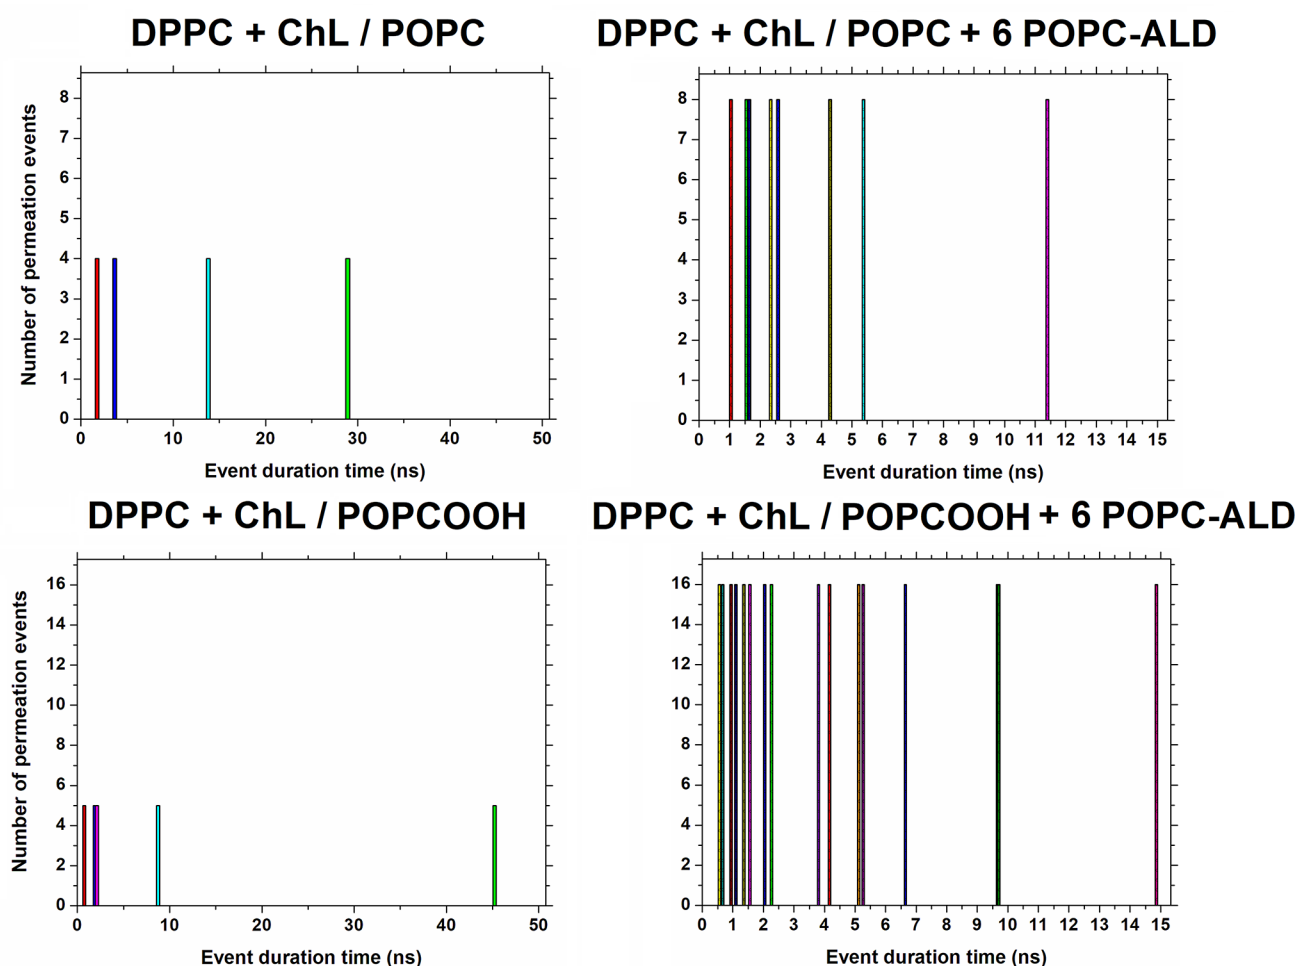 DPPC + ChL / POPC
Number of permeation events
8
7
6
5
4
3
2
1
0
0 10 20 30 40 50
Event duration time (ns)
DPPC + ChL / POPC + 6 POPC-ALD
8
7
6
5
4
3
2
1
0
0 1 2 3 4 5 6 7 8 9 10 11 12 13 14 15
Event duration time (ns)
DPPC + ChL / POPCOOH
Number of permeation events
16
14
12
10
8
6
4
2
0
0 10 20 30 40 50
Event duration time (ns)
DPPC + ChL / POPCOOH + 6 POPC-ALD
16
14
12
10
8
6
4
2
0
0 1 2 3 4 5 6 7 8 9 10 11 12 13 14 15
Event duration time (ns)